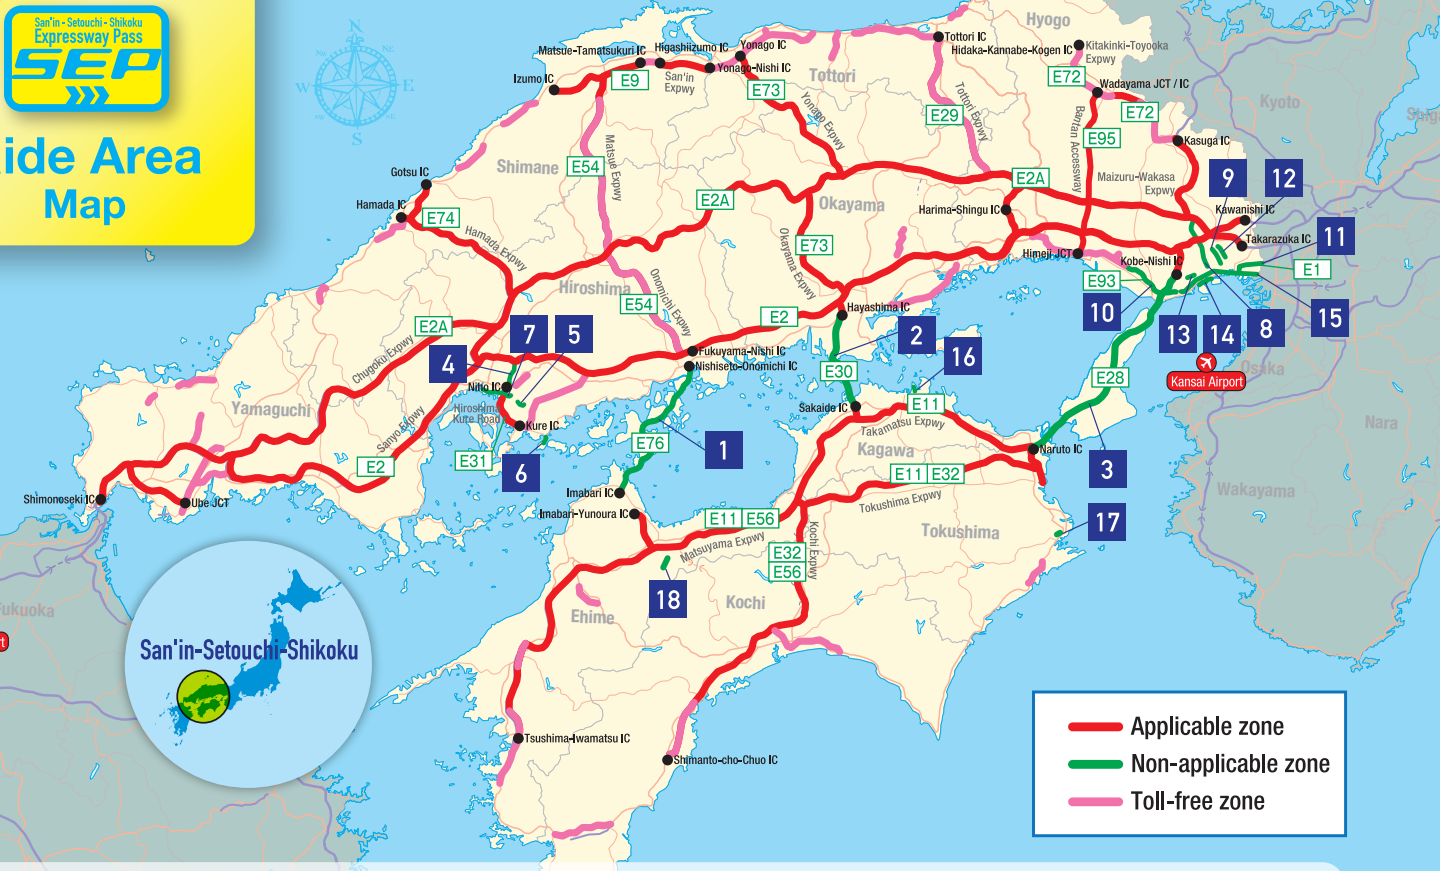 San'in - Setouchi - Shikoku
Expressway Pass
SEP
ide Area
Map
N
NE
E
S
Hyogo
Tottori IC
Hidaka-Kannabe-Kogen IC
Kitakinki-Toyooka
Expwy
E72
Wadayama JCT / IC
E72
Matsue-Tamatsukuri IC
Higashiizumo IC
Yonago IC
Yonago-Nishi IC
Izumo IC
E9
San'in
Expwy
E73
Tottori
Yonago Expwy
E29
Tottori Expwy
E95
Bantan Accessway
Kyoto
Shiga
Kasuga IC
Maizuru-Wakasa
Expwy
Shimane
E54
Matsue Expwy
Gotsu IC
Hamada IC
E74
Hamada Expwy
E2A
E2A
Okayama
Harima-Shingu IC
9
12
Kawanishi IC
Takarazuka IC
11
E1
Himeji JCT
Kobe-Nishi IC
E93
E73
Okayama Expwy
Hiroshima
E54
Onomichi Expwy
E2
Hayashima IC
10
13
14
8
15
Osaka
Kansai Airport
E2A
Chugoku Expwy
7
5
4
2
16
Fukuyama-Nishi IC
Nishiseto-Onomichi IC
E30
E28
Niho IC
Hiroshima
Kure Road
Kure IC
Yamaguchi
Sanyo Expwy
E2
E31
6
E76
1
Sakaide IC
E11
Takamatsu Expwy
Kagawa
Naruto IC
3
Nara
Wakayama
E11
E32
Tokushima Expwy
Shimonoseki IC
Ube JCT
Imabari IC
Imabari-Yunoura IC
E11
E56
Matsuyama Expwy
Kochi Expwy
E32
E56
Tokushima
17
18
Ehime
Kochi
Fukuoka
t
San'in-Setouchi-Shikoku
Tsushima-Iwamatsu IC
Shimanto-cho-Chuo IC
Applicable zone
Non-applicable zone
Toll-free zone